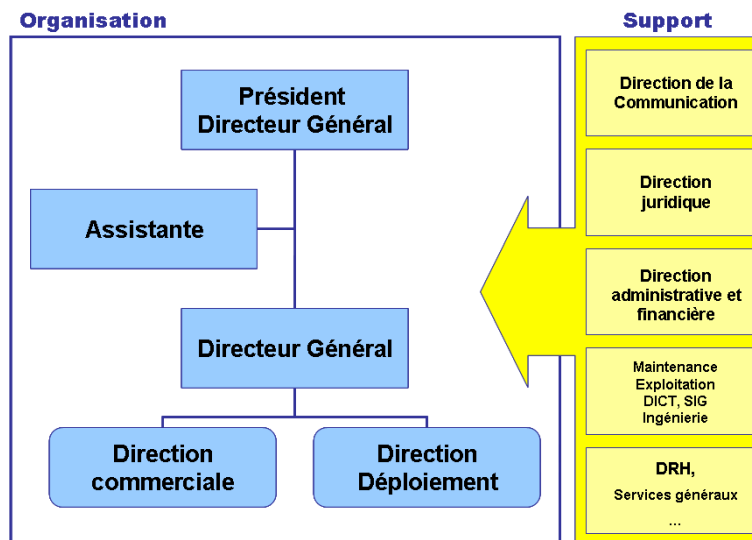 Organisation
Président
Directeur Général
Assistante
Directeur Général
Direction
commerciale
Direction
Déploiement
Support
Direction de la
Communication
Direction
juridique
Direction
administrative et
financière
Maintenance
Exploitation
DICT, SIG
Ingénierie
DRH,
Services généraux
...